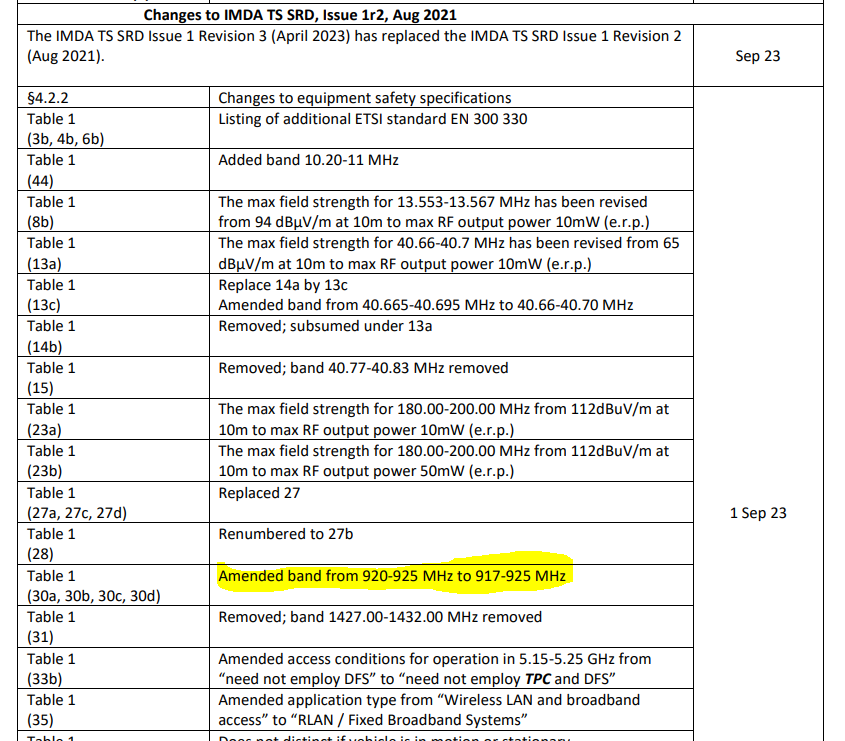 Changes to IMDA TS SRD, Issue 1r2, Aug 2021
The IMDA TS SRD Issue 1 Revision 3 (April 2023) has replaced the IMDA TS SRD Issue 1 Revision 2
(Aug 2021).
Sep 23
§4.2.2
Changes to equipment safety specifications
Table 1
(3b, 4b, 6b)
Listing of additional ETSI standard EN 300 330
Table 1
(44)
Added band 10.20-11 MHz
Table 1
(8b)
The max field strength for 13.553-13.567 MHz has been revised
from 94 dBµV/m at 10m to max RF output power 10mW (e.r.p.)
Table 1
(13a)
The max field strength for 40.66-40.7 MHz has been revised from 65
dBµV/m at 10m to max RF output power 10mW (e.r.p.)
Table 1
(13c)
Replace 14a by 13c
Amended band from 40.665-40.695 MHz to 40.66-40.70 MHz
Table 1
(14b)
Removed; subsumed under 13a
Table 1
(15)
Removed; band 40.77-40.83 MHz removed
Table 1
(23a)
The max field strength for 180.00-200.00 MHz from 112dBuV/m at
10m to max RF output power 10mW (e.r.p.)
Table 1
(23b)
The max field strength for 180.00-200.00 MHz from 112dBuV/m at
10m to max RF output power 50mW (e.r.p.)
Table 1
(27a, 27c, 27d)
Replaced 27
1 Sep 23
Table 1
(28)
Renumbered to 27b
Table 1
(30a, 30b, 30c, 30d)
Amended band from 920-925 MHz to 917-925 MHz
Table 1
(31)
Removed; band 1427.00-1432.00 MHz removed
Table 1
(33b)
Amended access conditions for operation in 5.15-5.25 GHz from
“need not employ DFS” to “need not employ TPC and DFS”
Table 1
(35)
Amended application type from “Wireless LAN and broadband
access” to “RLAN / Fixed Broadband Systems”
Table 1
Does not distinct if vehicle is in motion or stationary